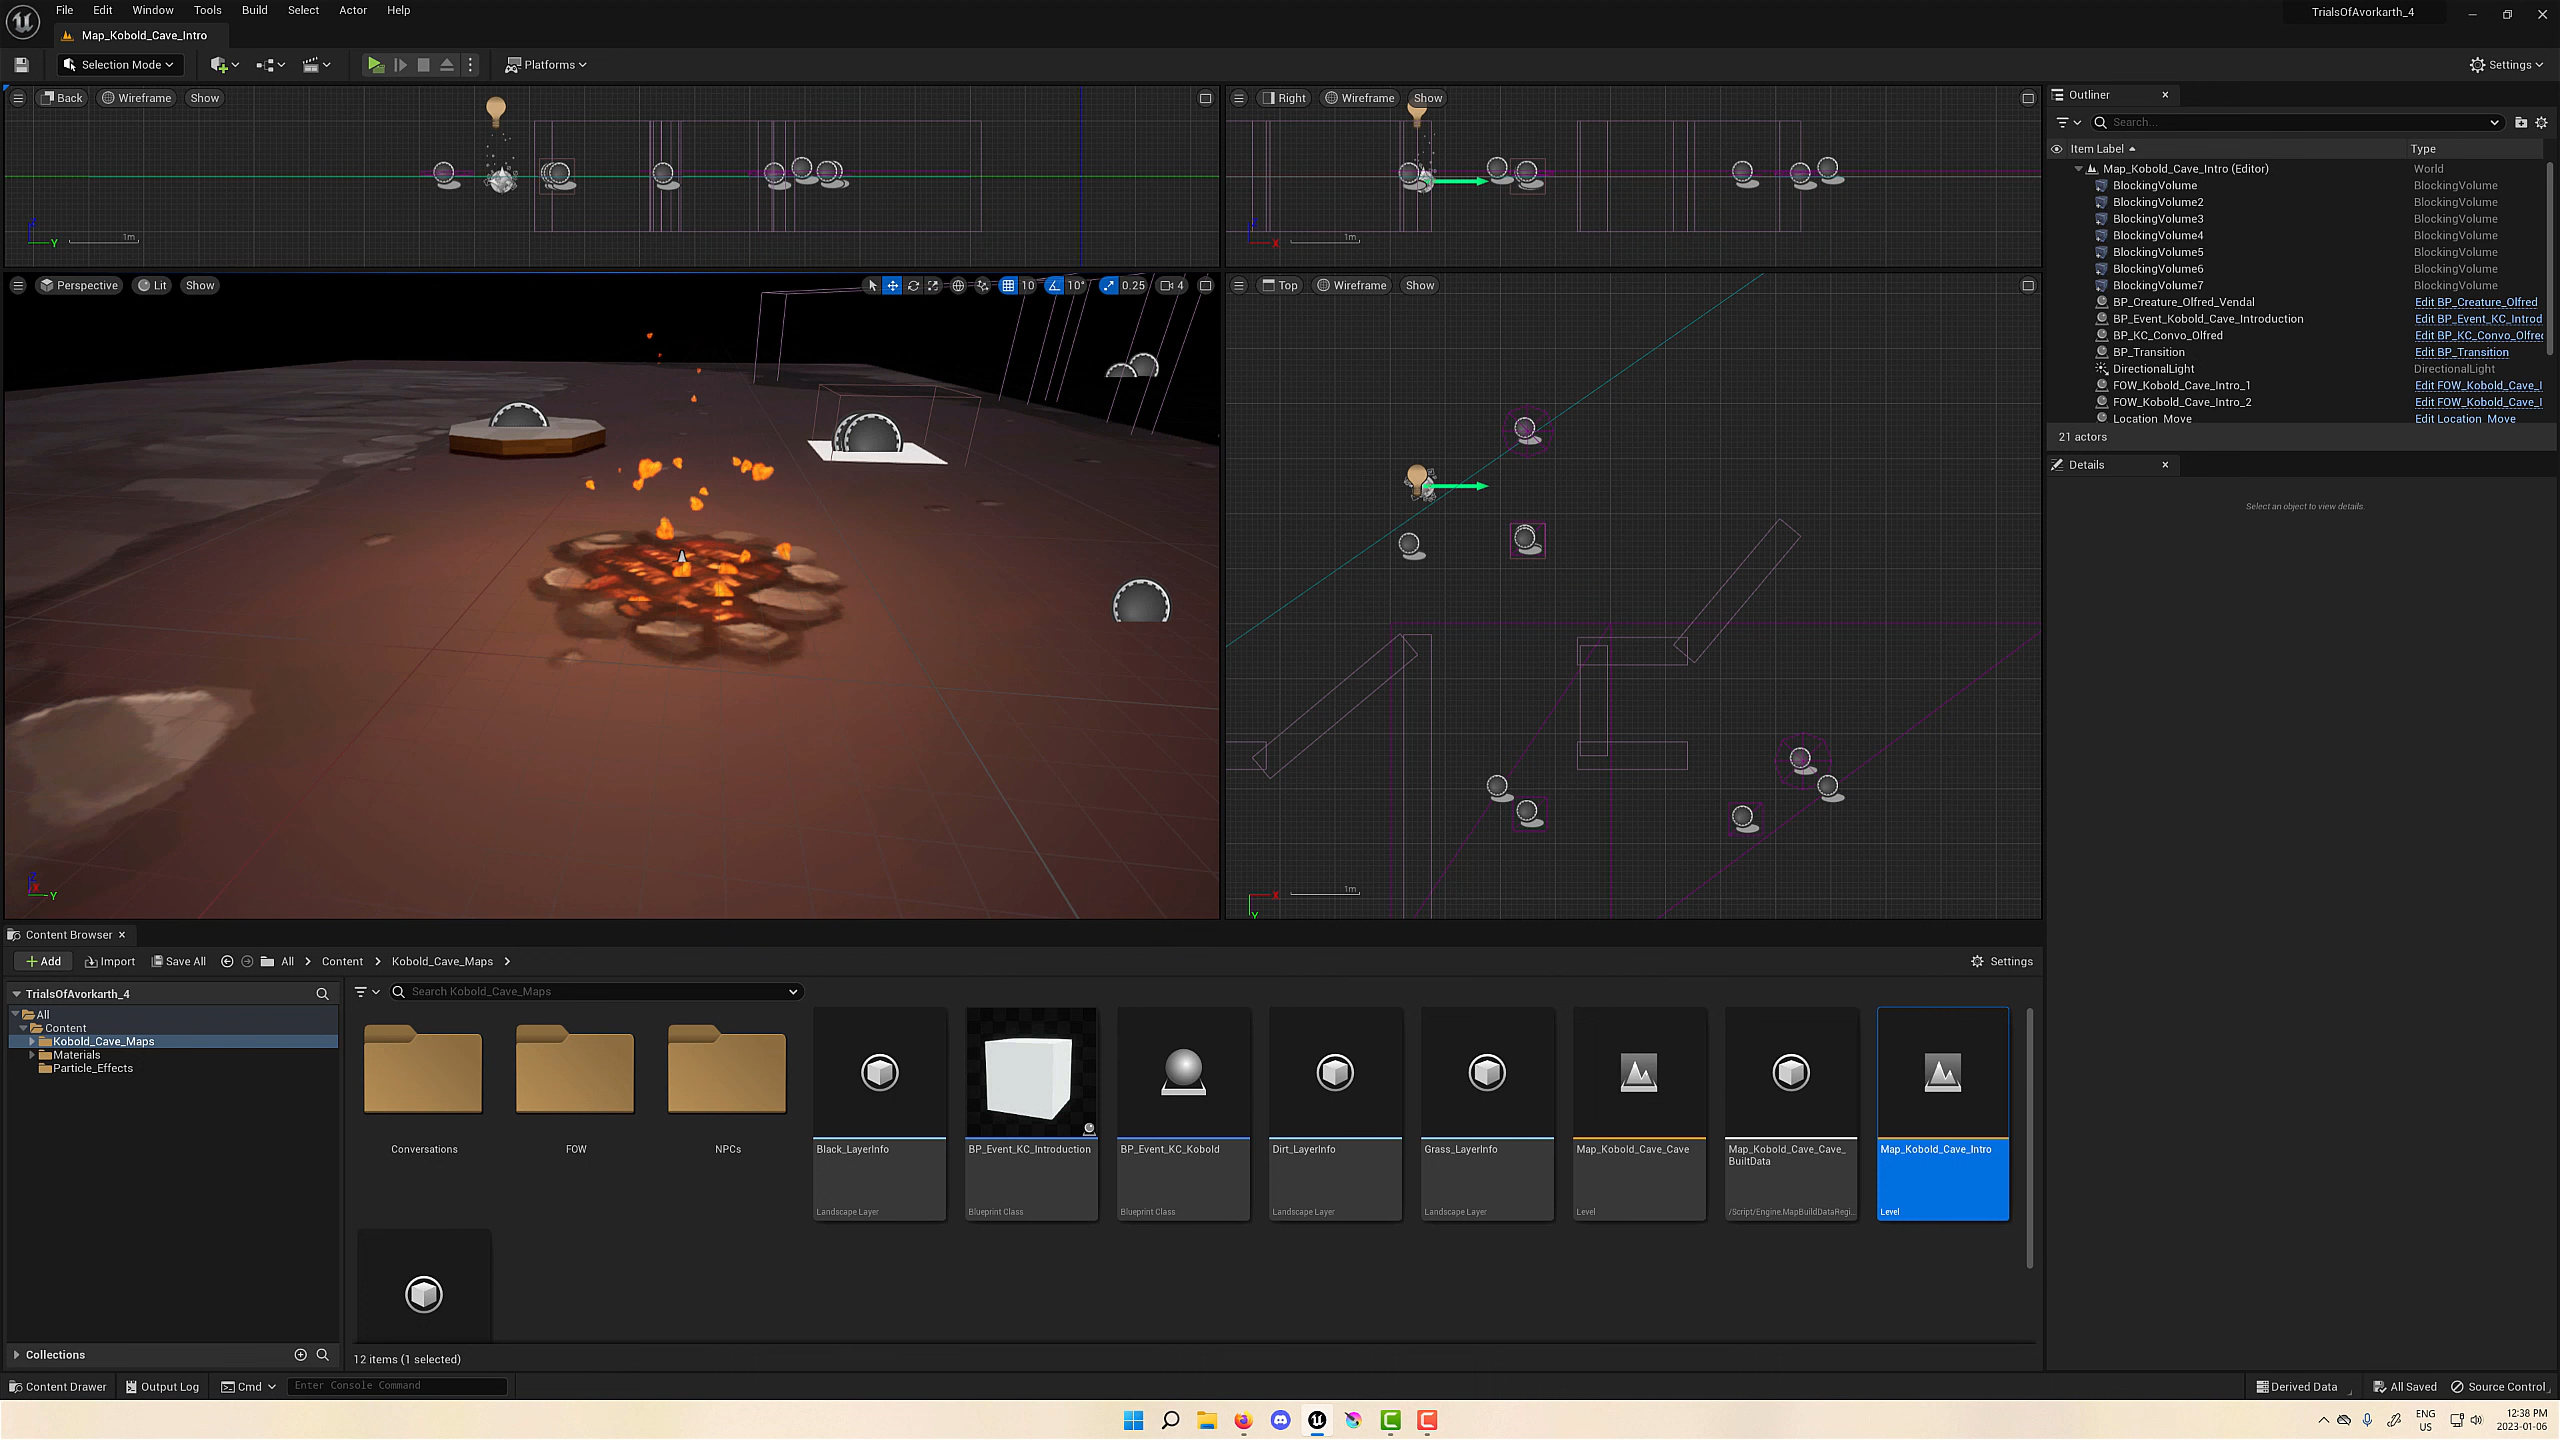 File Edit Window Tools Build Select Actor Help
TrialsOfAvorkarth_4
Map_Kobold_Cave_Intro
Selection Mode
Platforms
Settings
Back Wireframe Show
1m
Y
Right Wireframe Show
1m
X
Perspective Lit Show
10 10° 0.25 4
Z
X
Y
Top Wireframe Show
1m
X
Y
Outliner
Search...
Item Label Type
Map_Kobold_Cave_Intro (Editor) World
BlockingVolume BlockingVolume
BlockingVolume2 BlockingVolume
BlockingVolume3 BlockingVolume
BlockingVolume4 BlockingVolume
BlockingVolume5 BlockingVolume
BlockingVolume6 BlockingVolume
BlockingVolume7 BlockingVolume
BP_Creature_Olfred_Vendal Edit BP_Creature_Olfred
BP_Event_Kobold_Cave_Introduction Edit BP_Event_KC_Introd
BP_KC_Convo_Olfred Edit BP_KC_Convo_Olfred
BP_Transition Edit BP_Transition
DirectionalLight DirectionalLight
FOW_Kobold_Cave_Intro_1 Edit FOW_Kobold_Cave_I
FOW_Kobold_Cave_Intro_2 Edit FOW_Kobold_Cave_I
Location_Move Edit Location_Move
21 actors
Details
Select an object to view details.
Content Browser
Add Import Save All All Content Kobold_Cave_Maps
Settings
TrialsOfAvorkarth_4
All
Content
Kobold_Cave_Maps
Materials
Particle_Effects
Collections
Search Kobold_Cave_Maps
Conversations
FOW
NPCs
Black_LayerInfo
Landscape Layer
BP_Event_KC_Introduction
Blueprint Class
BP_Event_KC_Kobold
Blueprint Class
Dirt_LayerInfo
Landscape Layer
Grass_LayerInfo
Landscape Layer
Map_Kobold_Cave_Cave
Level
Map_Kobold_Cave_Cave_
BuiltData
/Script/Engine.MapBuildDataRegi...
Map_Kobold_Cave_Intro
Level
12 items (1 selected)
Content Drawer Output Log Cmd Enter Console Command
Derived Data All Saved Source Control
ENG
US
12:38 PM
2023-01-06